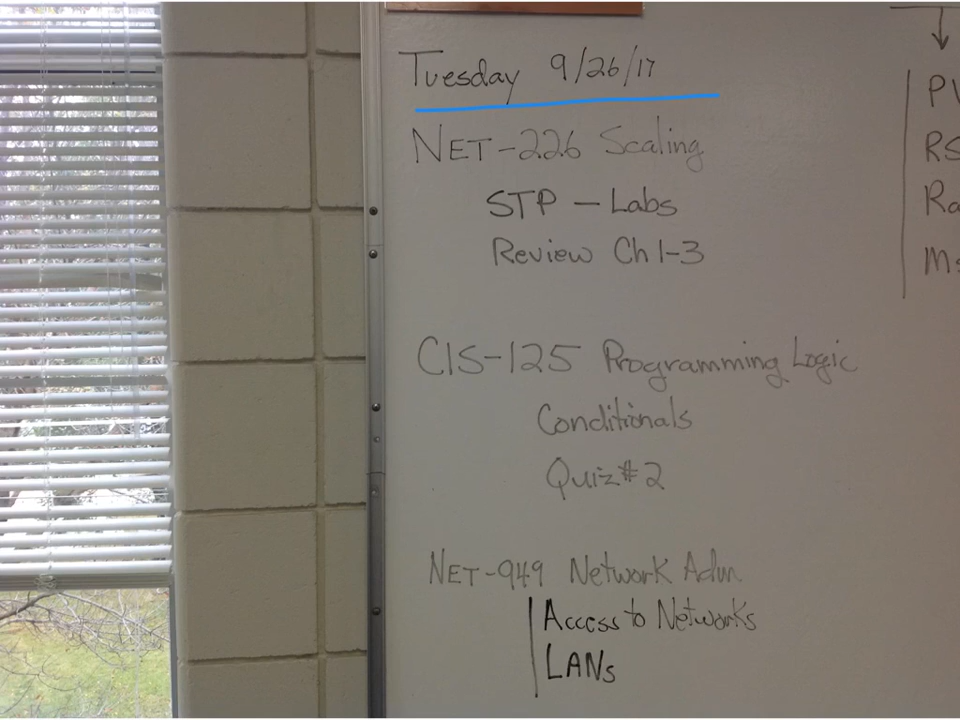 Tuesday 9/26/17
NET-226 Scaling
STP - Labs
Review Ch 1-3
CIS-125 Programming Logic
Conditionals
Quiz #2
NET-949 Network Adm
Access to Networks
LANs